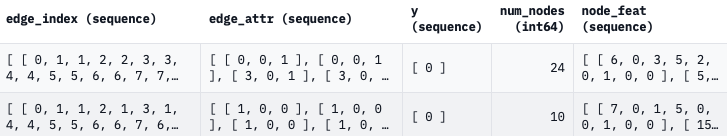 edge_index (sequence) edge_attr (sequence) y (sequence) num_nodes (int64) node_feat (sequence)
[ [ 0, 1, 1, 2, 2, 3, 3, [ [ 0, 0, 1 ], [ 0, 0, 1 [ 0 ] 24 [ [ 6, 0, 3, 5, 2,
4, 4, 5, 5, 6, 6, 7, 7,… ], [ 3, 0, 1 ], [ 3, 0, … 0, 1, 0, 0 ], [ 5,…
[ [ 0, 1, 1, 2, 1, 3, 1, [ [ 1, 0, 0 ], [ 1, 0, 0 [ 0 ] 10 [ [ 7, 0, 1, 5, 0,
4, 4, 5, 5, 6, 6, 7, 6,… ], [ 1, 0, 0 ], [ 1, 0, … 0, 1, 0, 0 ], [ 15…